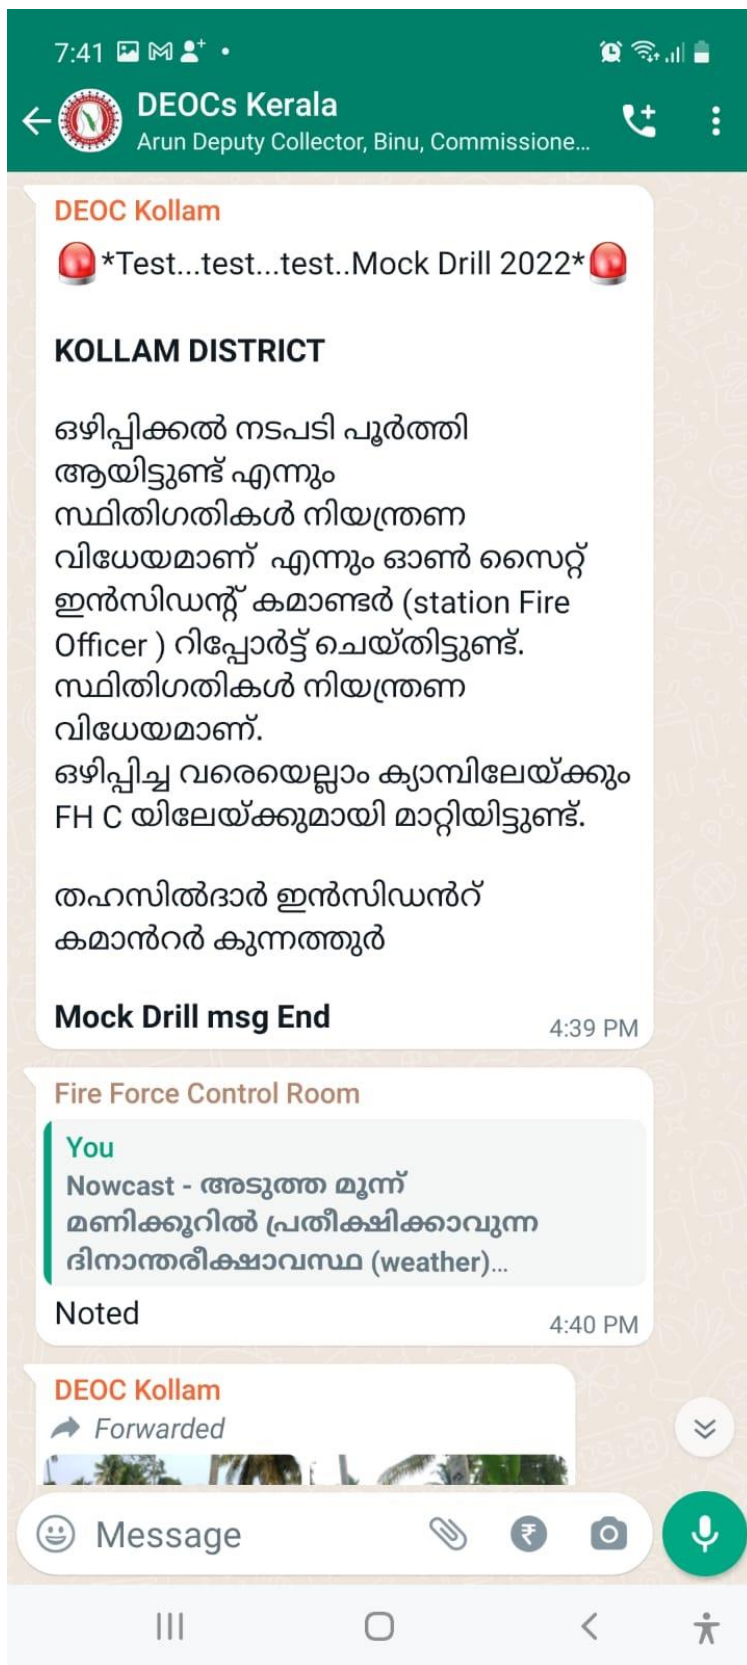 7:41
DEOCs Kerala
Arun Deputy Collector, Binu, Commissione...
DEOC Kollam
*Test...test...test..Mock Drill 2022*
KOLLAM DISTRICT
ഒഴിപ്പിക്കൽ നടപടി പൂർത്തി
ആയിട്ടുണ്ട് എന്നും
സ്ഥിതിഗതികൾ നിയന്ത്രണ
വിധേയമാണ് എന്നും ഓൺ സൈറ്റ്
ഇൻസിഡന്റ് കമാണ്ടർ (station Fire
Officer ) റിപ്പോർട്ട് ചെയ്തിട്ടുണ്ട്.
സ്ഥിതിഗതികൾ നിയന്ത്രണ
വിധേയമാണ്.
ഒഴിപ്പിച്ച വരെയെല്ലാം ക്യാമ്പിലേയ്ക്കും
FH C യിലേയ്ക്കുമായി മാറ്റിയിട്ടുണ്ട്.
തഹസിൽദാർ ഇൻസിഡൻറ്
കമാൻറർ കുന്നത്തുർ
Mock Drill msg End
4:39 PM
Fire Force Control Room
You
Nowcast - അടുത്ത മൂന്ന്
മണിക്കൂറിൽ പ്രതീക്ഷിക്കാവുന്ന
ദിനാന്തരീക്ഷാവസ്ഥ (weather)...
Noted
4:40 PM
DEOC Kollam
Forwarded
Message